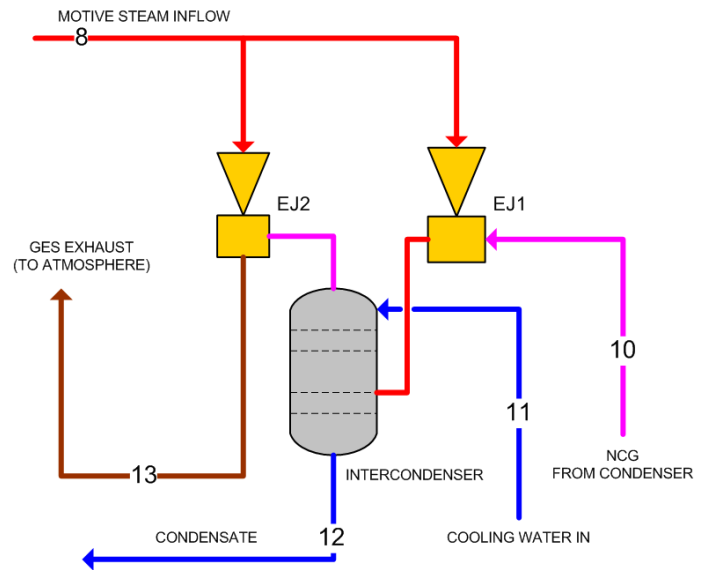 MOTIVE STEAM INFLOW
8
EJ2
EJ1
GES EXHAUST
(TO ATMOSPHERE)
10
11
NCG
FROM CONDENSER
13
INTERCONDENSER
12
CONDENSATE
COOLING WATER IN